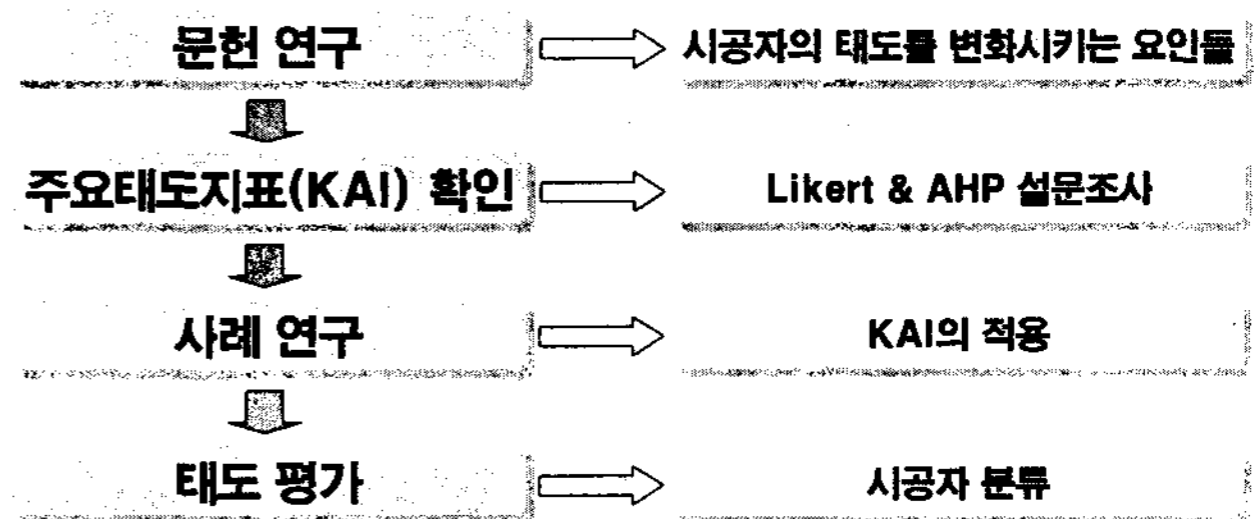 문헌 연구
시공자의 태도를 변화시키는 요인들
주요태도지표(KAI) 확인
Likert & AHP 설문조사
사례 연구
KAI의 적용
태도 평가
시공자 분류